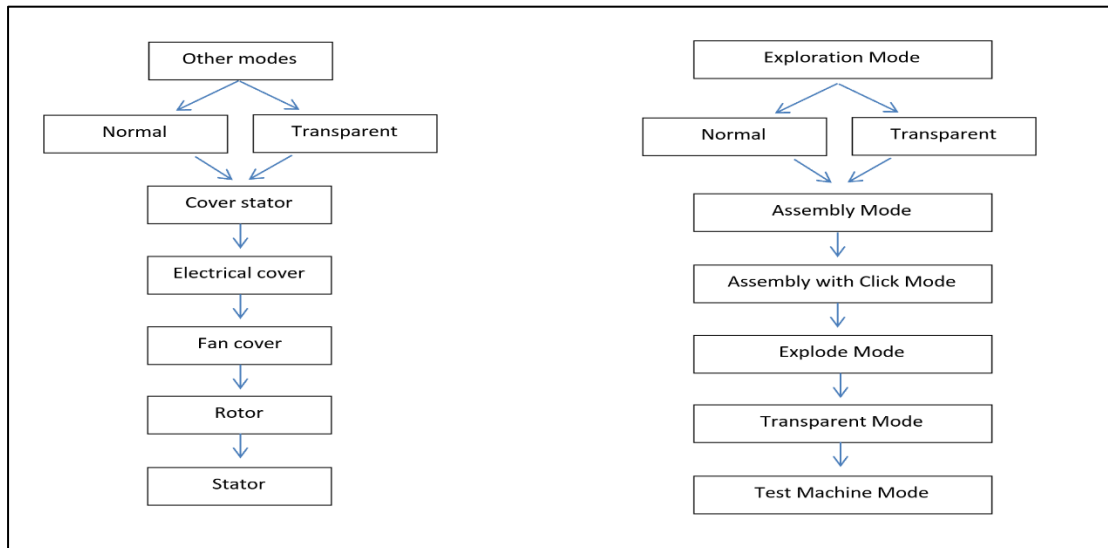 Other modes
Normal
Transparent
Cover stator
Electrical cover
Fan cover
Rotor
Stator
Exploration Mode
Normal
Transparent
Assembly Mode
Assembly with Click Mode
Explode Mode
Transparent Mode
Test Machine Mode